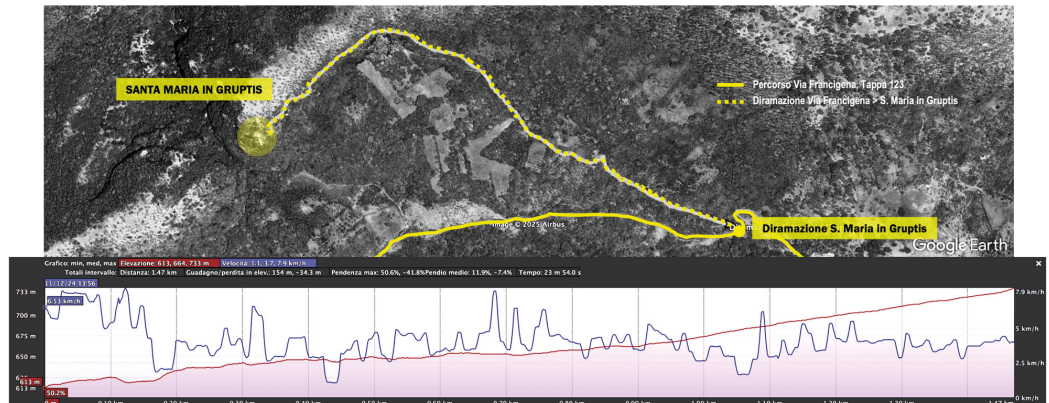 SANTA MARIA IN GRUPTIS
Percorso Via Francigena, Tappa 123
Diramazione Via Francigena > S. Maria in Gruptis
Image © 2025 Airbus
Diramazione S. Maria in Gruptis
Google Earth
Grafico: min, med, max Elevazione: 613, 664, 733 m Velocità: 1.1, 3.7, 7.9 km/h
Totali intervallo: Distanza: 1.47 km Guadagno/perdita in elev.: 154 m, -34.3 m Pendenza max: 50.6%, -41.8% Pendio medio: 11.9%, -7.4% Tempo: 23 m 54.0 s
11/12/24 13:56
733 m 7.9 km/h
6.53 km/h
700 m
675 m 5 km/h
650 m 2.5 km/h
613 m
613 m
50.2% 0 km/h